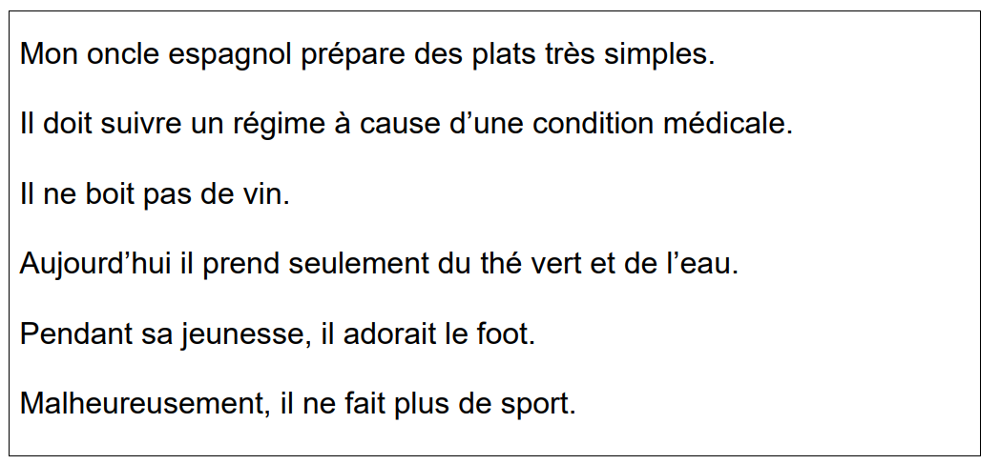 Mon oncle espagnol prépare des plats très simples.
Il doit suivre un régime à cause d’une condition médicale.
Il ne boit pas de vin.
Aujourd’hui il prend seulement du thé vert et de l’eau.
Pendant sa jeunesse, il adorait le foot.
Malheureusement, il ne fait plus de sport.